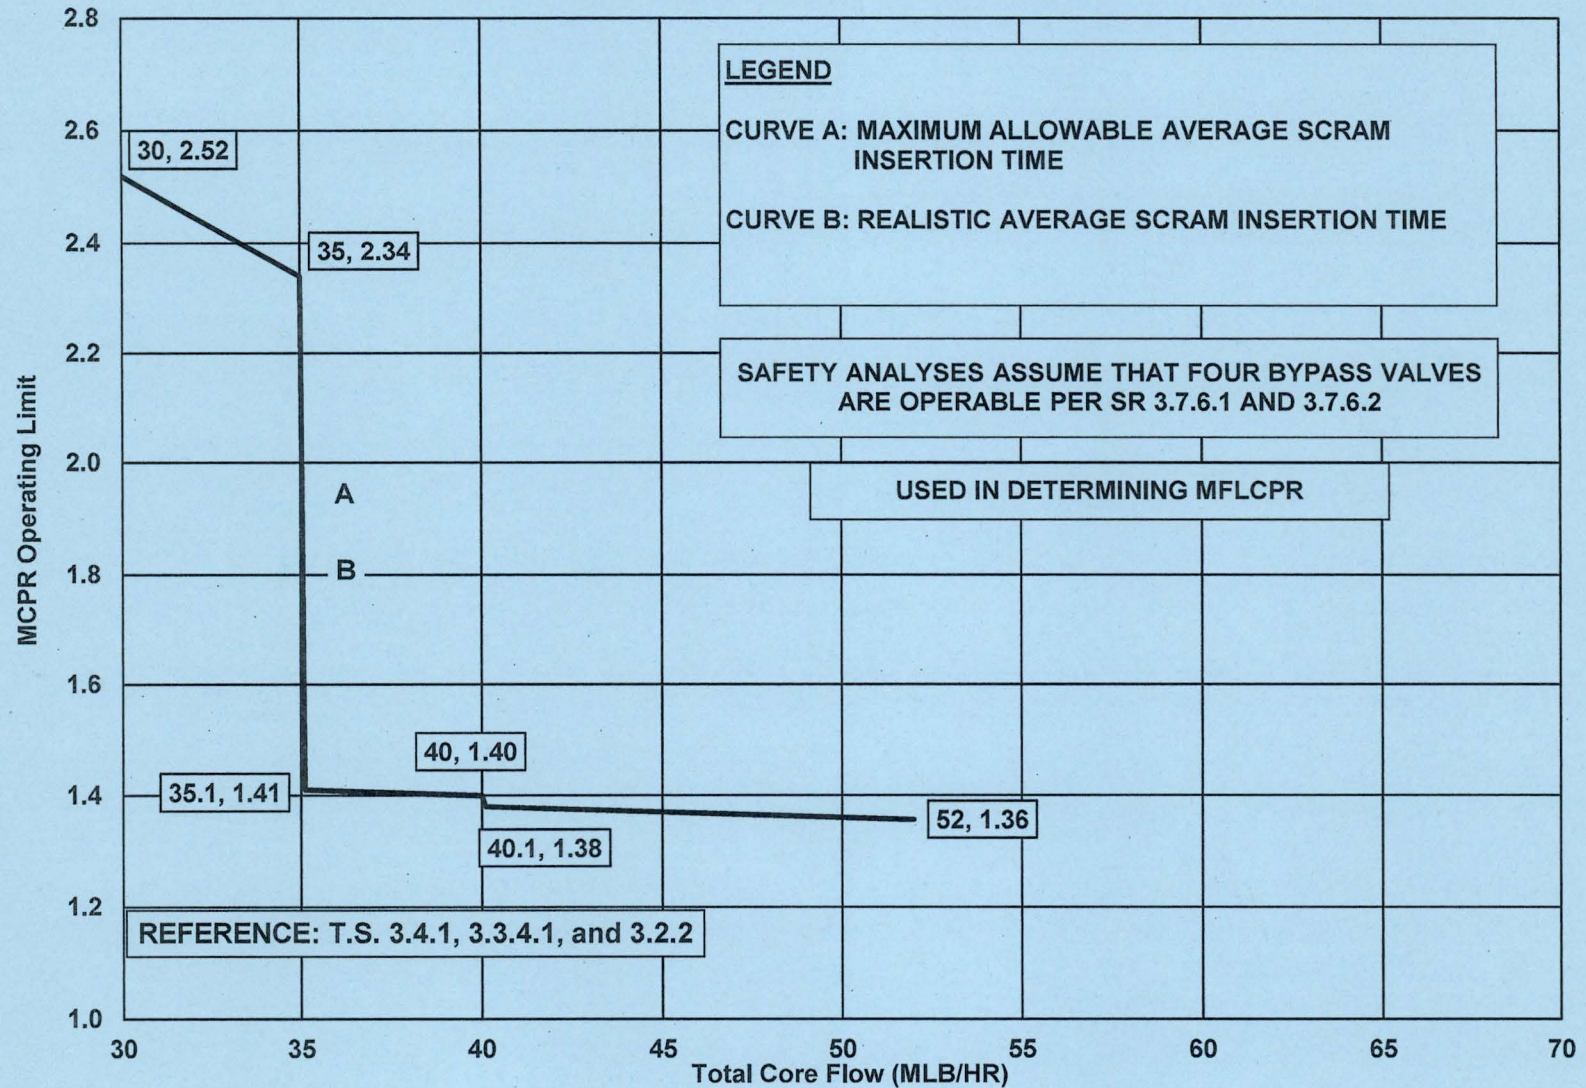 2.8
2.6
2.4
2.2
2.0
1.8
1.6
1.4
1.2
1.0
MCPR Operating Limit
30, 2.52
35, 2.34
A
B
35.1, 1.41
40, 1.40
40.1, 1.38
52, 1.36
LEGEND
CURVE A: MAXIMUM ALLOWABLE AVERAGE SCRAM
INSERTION TIME
CURVE B: REALISTIC AVERAGE SCRAM INSERTION TIME
SAFETY ANALYSES ASSUME THAT FOUR BYPASS VALVES
ARE OPERABLE PER SR 3.7.6.1 AND 3.7.6.2
USED IN DETERMINING MFLCPR
REFERENCE: T.S. 3.4.1, 3.3.4.1, and 3.2.2
30 35 40 45 50 55 60 65 70
Total Core Flow (MLB/HR)